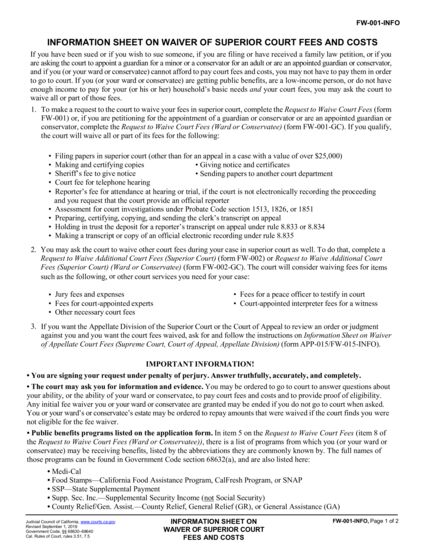 FW-001-INFO
INFORMATION SHEET ON WAIVER OF SUPERIOR COURT FEES AND COSTS
If you have been sued or if you wish to sue someone, if you are filing or have received a family law petition, or if you
are asking the court to appoint a guardian for a minor or a conservator for an adult or are an appointed guardian or conservator,
and if you (or your ward or conservatee) cannot afford to pay court fees and costs, you may not have to pay them in order
to go to court. If you (or your ward or conservatee) are getting public benefits, are a low-income person, or do not have
enough income to pay for your (or his or her) household's basic needs and your court fees, you may ask the court to
waive all or part of those fees.
1. To make a request to the court to waive your fees in superior court, complete the Request to Waive Court Fees (form
FW-001) or, if you are petitioning for the appointment of a guardian or conservator or are an appointed guardian or
conservator, complete the Request to Waive Court Fees (Ward or Conservatee) (form FW-001-GC). If you qualify,
the court will waive all or part of its fees for the following:
• Filing papers in superior court (other than for an appeal in a case with a value of over $25,000)
• Making and certifying copies • Giving notice and certificates
• Sheriff's fee to give notice • Sending papers to another court department
• Court fee for telephone hearing
• Reporter's fee for attendance at hearing or trial, if the court is not electronically recording the proceeding
and you request that the court provide an official reporter
• Assessment for court investigations under Probate Code section 1513, 1826, or 1851
• Preparing, certifying, copying, and sending the clerk's transcript on appeal
• Holding in trust the deposit for a reporter's transcript on appeal under rule 8.833 or 8.834
• Making a transcript or copy of an official electronic recording under rule 8.835
2. You may ask the court to waive other court fees during your case in superior court as well. To do that, complete a
Request to Waive Additional Court Fees (Superior Court) (form FW-002) or Request to Waive Additional Court
Fees (Superior Court) (Ward or Conservatee) (form FW-002-GC). The court will consider waiving fees for items
such as the following, or other court services you need for your case:
• Jury fees and expenses • Fees for a peace officer to testify in court
• Fees for court-appointed experts • Court-appointed interpreter fees for a witness
• Other necessary court fees
3. If you want the Appellate Division of the Superior Court or the Court of Appeal to review an order or judgment
against you and you want the court fees waived, ask for and follow the instructions on Information Sheet on Waiver
of Appellate Court Fees (Supreme Court, Court of Appeal, Appellate Division) (form APP-015/FW-015-INFO).
IMPORTANT INFORMATION!
• You are signing your request under penalty of perjury. Answer truthfully, accurately, and completely.
• The court may ask you for information and evidence. You may be ordered to go to court to answer questions about
your ability, or the ability of your ward or conservatee, to pay court fees and costs and to provide proof of eligibility.
Any initial fee waiver you or your ward or conservatee are granted may be ended if you do not go to court when asked.
You or your ward's or conservatee's estate may be ordered to repay amounts that were waived if the court finds you were
not eligible for the fee waiver.
• Public benefits programs listed on the application form. In item 5 on the Request to Waive Court Fees (item 8 of
the Request to Waive Court Fees (Ward or Conservatee)), there is a list of programs from which you (or your ward or
conservatee) may be receiving benefits, listed by the abbreviations they are commonly known by. The full names of
those programs can be found in Government Code section 68632(a), and are also listed here:
• Medi-Cal
• Food Stamps—California Food Assistance Program, CalFresh Program, or SNAP
• SSP—State Supplemental Payment
• Supp. Sec. Inc.—Supplemental Security Income (not Social Security)
• County Relief/Gen. Assist.—County Relief, General Relief (GR), or General Assistance (GA)
Judicial Council of California, www.courts.ca.gov
Revised September 1, 2019
Government Code, §§ 68630–68640
Cal. Rules of Court, rules 3.51, 7.5
INFORMATION SHEET ON
WAIVER OF SUPERIOR COURT
FEES AND COSTS
FW-001-INFO, Page 1 of 2